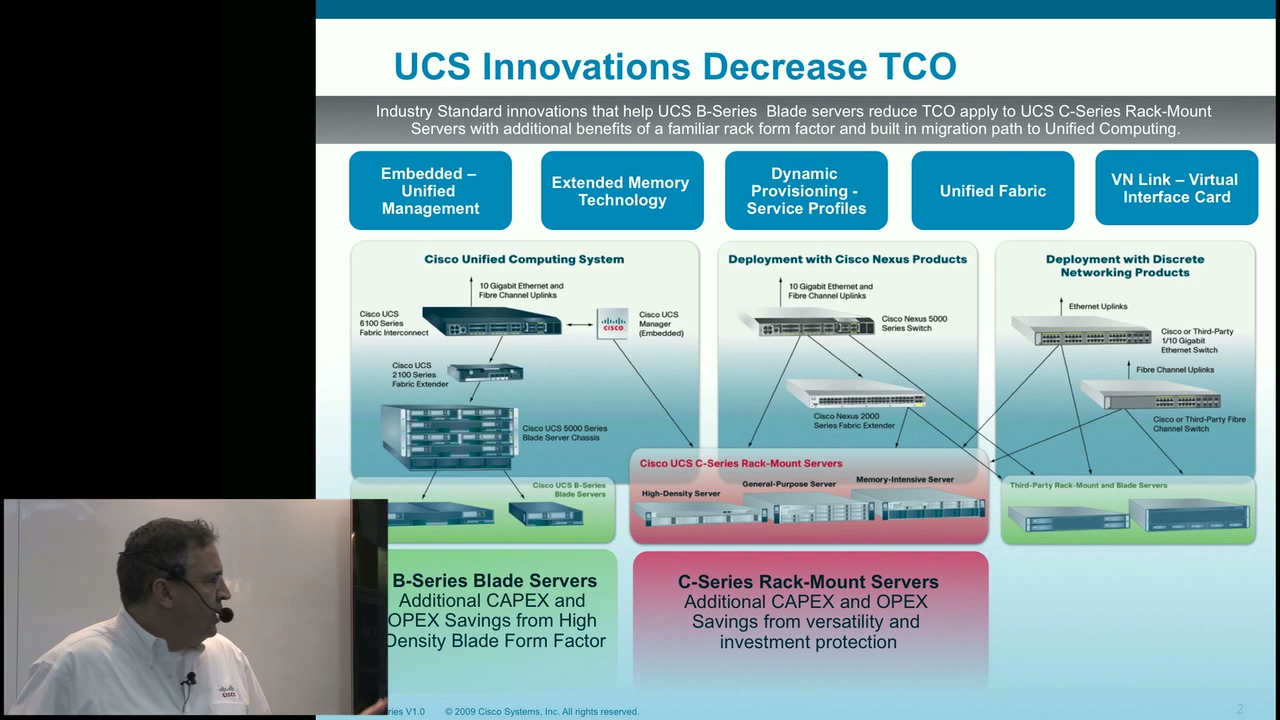 UCS Innovations Decrease TCO
Industry Standard innovations that help UCS B-Series Blade servers reduce TCO apply to UCS C-Series Rack-Mount
Servers with additional benefits of a familiar rack form factor and built in migration path to Unified Computing.
Embedded –
Unified
Management
Extended Memory
Technology
Dynamic
Provisioning -
Service Profiles
Unified Fabric
VN Link – Virtual
Interface Card
Cisco Unified Computing System
10 Gigabit Ethernet and
Fibre Channel Uplinks
Cisco UCS
6100 Series
Fabric Interconnect
CISCO
Cisco UCS
Manager
(Embedded)
Cisco UCS
2100 Series
Fabric Extender
Cisco UCS 5000 Series
Blade Server Chassis
Cisco UCS B-Series
Blade Servers
Deployment with Cisco Nexus Products
10 Gigabit Ethernet and
Fibre Channel Uplinks
Cisco Nexus 5000
Series Switch
Cisco Nexus 2000
Series Fabric Extender
Cisco UCS C-Series Rack-Mount Servers
High-Density Server
General-Purpose Server
Memory-Intensive Server
Deployment with Discrete
Networking Products
Ethernet Uplinks
Cisco or Third-Party
1/10 Gigabit
Ethernet Switch
Fibre Channel Uplinks
Cisco or Third-Party Fibre
Channel Switch
Third-Party Rack-Mount and Blade Servers
B-Series Blade Servers
Additional CAPEX and
OPEX Savings from High
Density Blade Form Factor
C-Series Rack-Mount Servers
Additional CAPEX and OPEX
Savings from versatility and
investment protection
CISCO
ries V1.0 © 2009 Cisco Systems, Inc. All rights reserved.
2